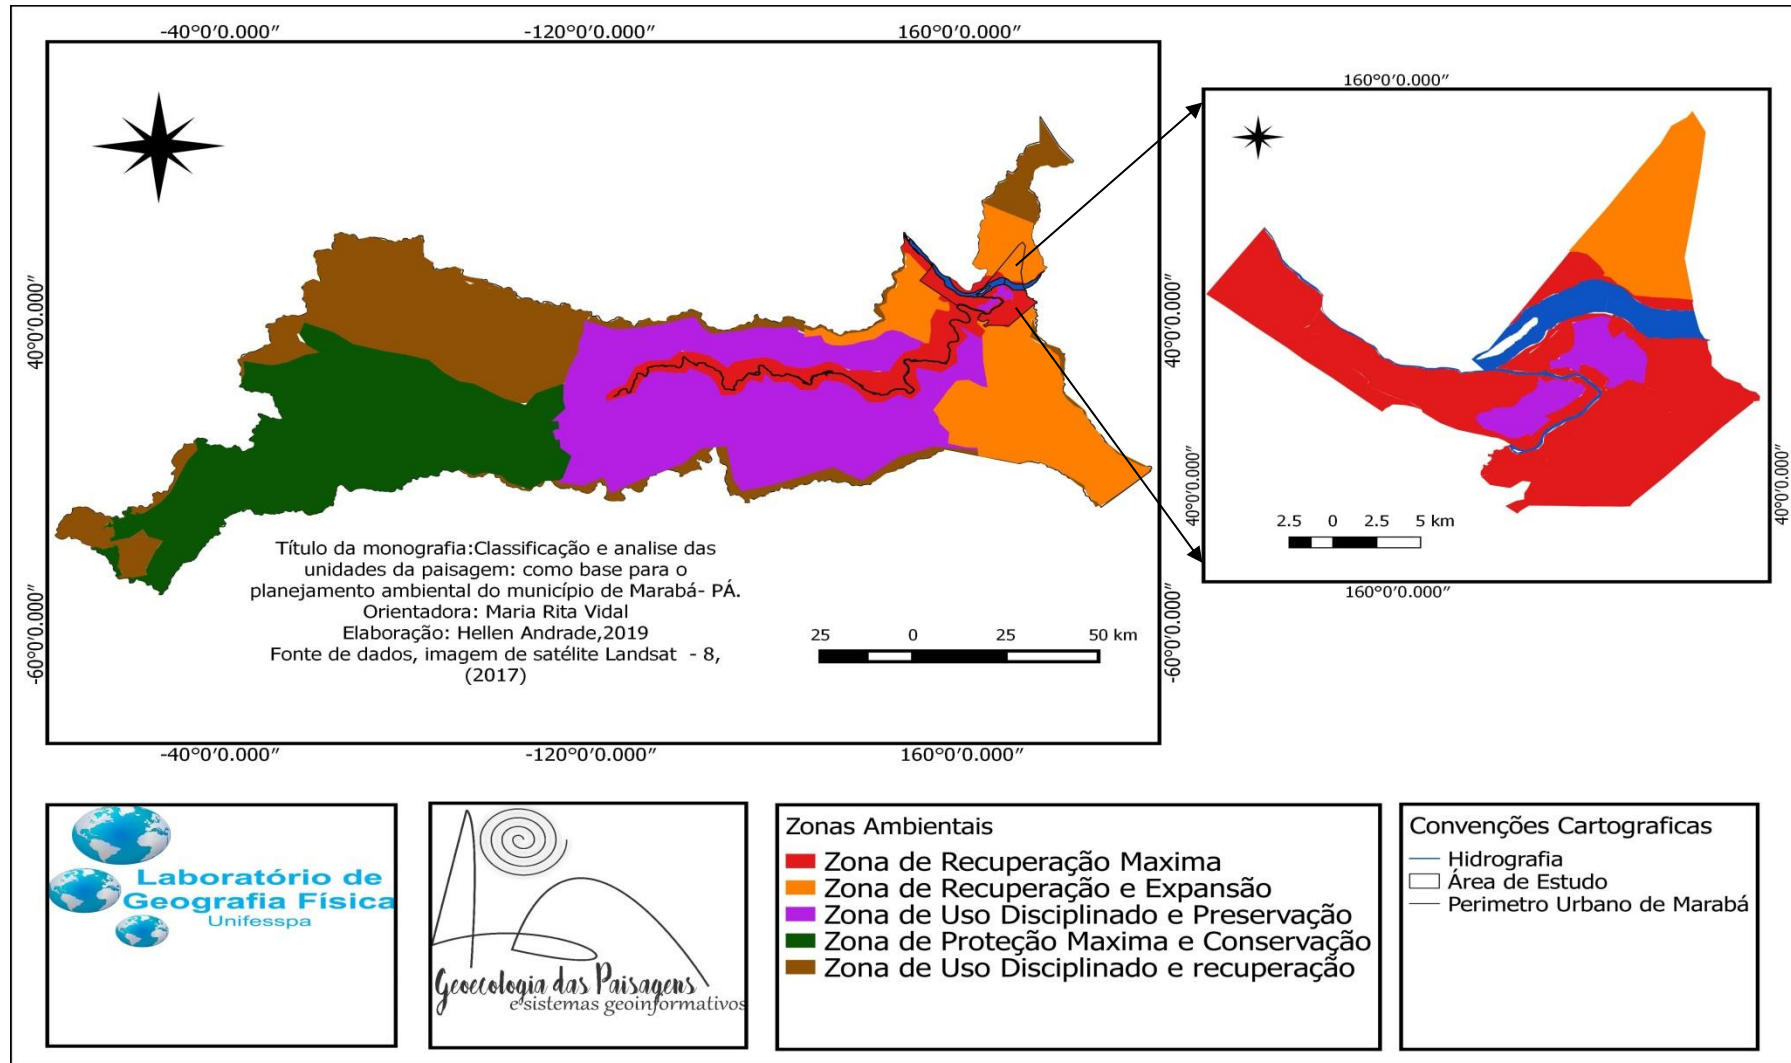 -40°0'0.000"
-120°0'0.000"
160°0'0.000"
40°0'0.000"
-60°0'0.000"
40°0'0.000"
-60°0'0.000"
Título da monografia:Classificação e analise das
unidades da paisagem: como base para o
planejamento ambiental do município de Marabá- PÁ.
Orientadora: Maria Rita Vidal
Elaboração: Hellen Andrade,2019
Fonte de dados, imagem de satélite Landsat - 8,
(2017)
25 0 25 50 km
-40°0'0.000"
-120°0'0.000"
160°0'0.000"
160°0'0.000"
40°0'0.000"
40°0'0.000"
2.5 0 2.5 5 km
160°0'0.000"
Laboratório de
Geografia Física
Unifesspa
Geoecologia das Paisagens
e sistemas geoinformativos
Zonas Ambientais
Zona de Recuperação Maxima
Zona de Recuperação e Expansão
Zona de Uso Disciplinado e Preservação
Zona de Proteção Maxima e Conservação
Zona de Uso Disciplinado e recuperação
Convenções Cartograficas
Hidrografia
Área de Estudo
Perimetro Urbano de Marabá